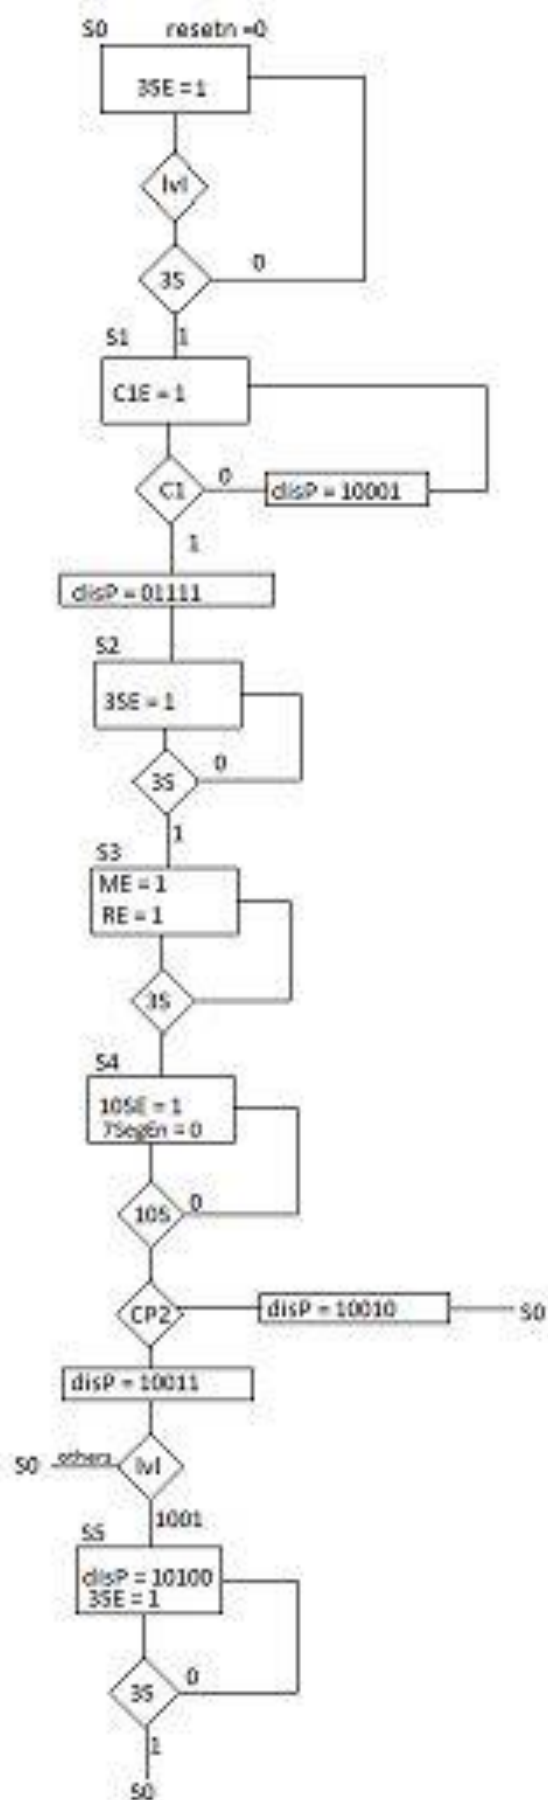 S0 resetn =0
3SE = 1
lvl
3S
0
1
S1
C1E = 1
C1
0
disP = 10001
1
disP = 01111
S2
3SE = 1
3S
0
1
S3
ME = 1
RE = 1
3S
S4
10SE = 1
7SegEn = 0
10S
0
CP2
disP = 10010
S0
disP = 10011
S0 others
lvl
1001
S5
disP = 10100
3SE = 1
3S
0
1
S0